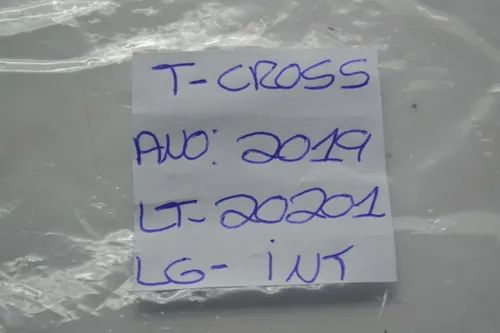 T-CROSS
ANO: 2019
LT-20201
LG- INT